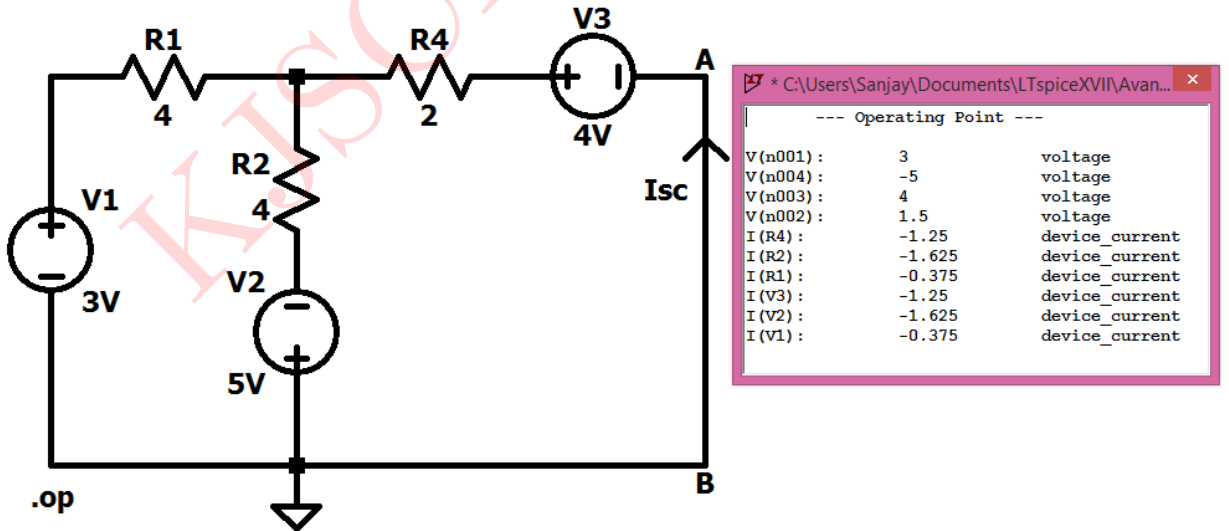 R1
4
R4
2
V3
4V
A
R2
4
Isc
V1
3V
V2
5V
.op
B
* C:\Users\Sanjay\Documents\LTspiceXVII\Avan...
--- Operating Point ---
V(n001): 3 voltage
V(n004): -5 voltage
V(n003): 4 voltage
V(n002): 1.5 voltage
I(R4): -1.25 device_current
I(R2): -1.625 device_current
I(R1): -0.375 device_current
I(V3): -1.25 device_current
I(V2): -1.625 device_current
I(V1): -0.375 device_current